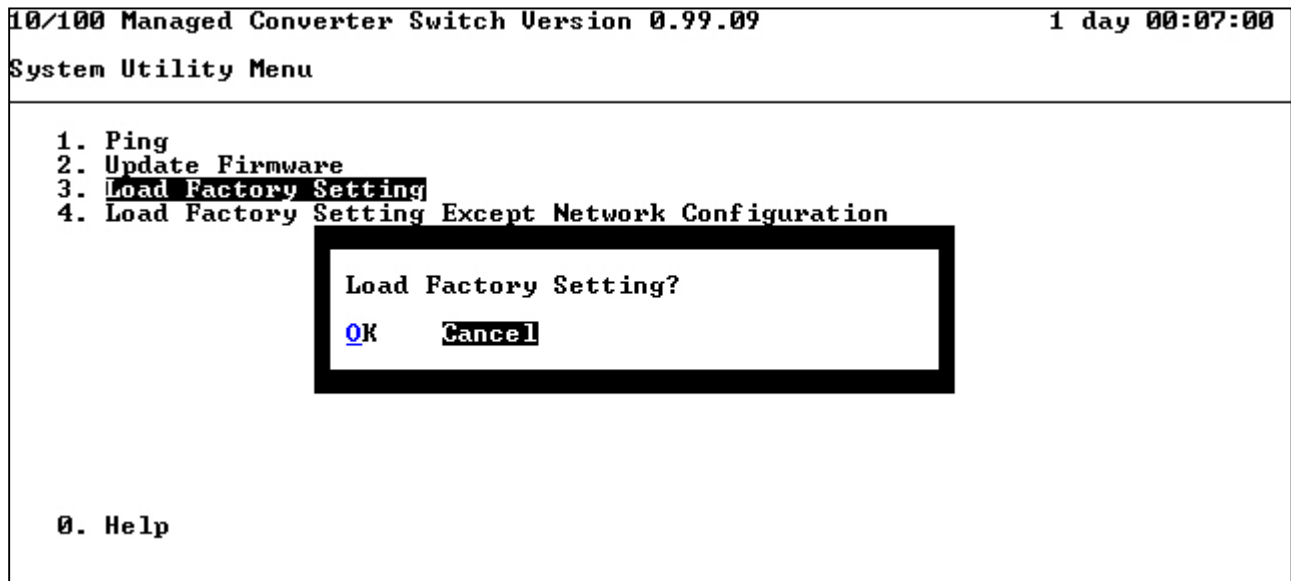 10/100 Managed Converter Switch Version 0.99.09 1 day 00:07:00
System Utility Menu
1. Ping
2. Update Firmware
3. Load Factory Setting
4. Load Factory Setting Except Network Configuration
Load Factory Setting?
OK Cancel
0. Help